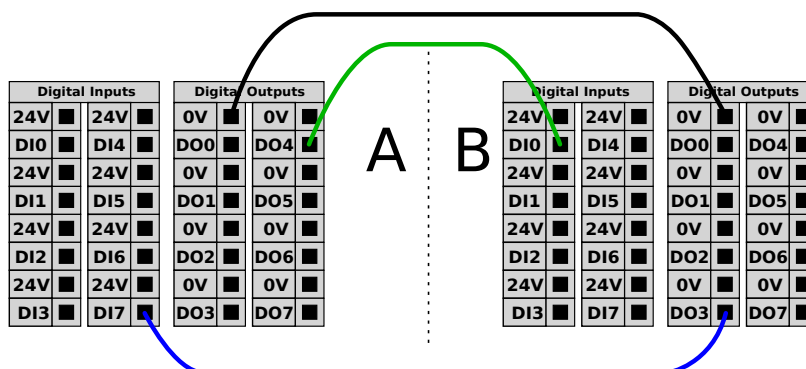 Digital Inputs Digital Outputs Digital Inputs Digital Outputs
24V 24V 0V 0V 24V 24V 0V 0V
DI0 DI4 DO0 DO4 A B DI0 DI4 DO0 DO4
24V 24V 0V 0V 24V 24V 0V 0V
DI1 DI5 DO1 DO5 DI1 DI5 DO1 DO5
24V 24V 0V 0V 24V 24V 0V 0V
DI2 DI6 DO2 DO6 DI2 DI6 DO2 DO6
24V 24V 0V 0V 24V 24V 0V 0V
DI3 DI7 DO3 DO7 DI3 DI7 DO3 DO7